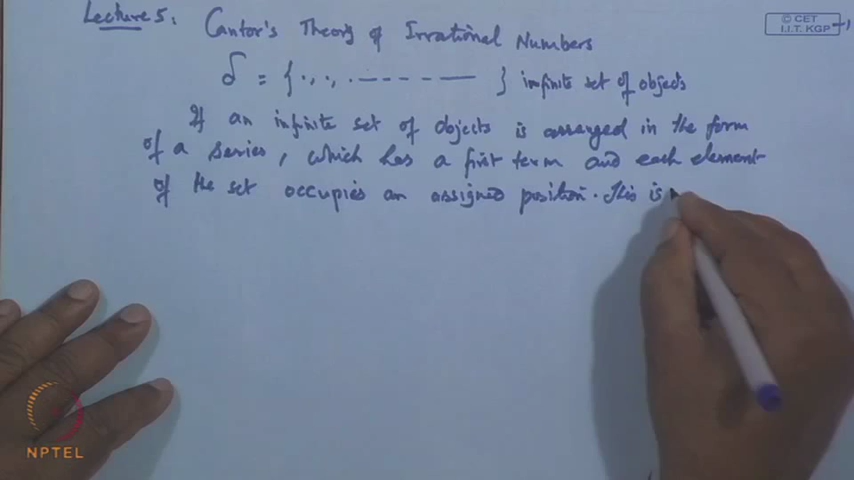 Lecture 5: Cantor's Theory of Irrational Numbers
© CET
I.I.T. KGP
S = {·, ·, · – – – – – – } infinite set of objects
If an infinite set of objects is arranged in the form
of a series, which has a first term and each element
of the set occupies an assigned position. This is
NPTEL